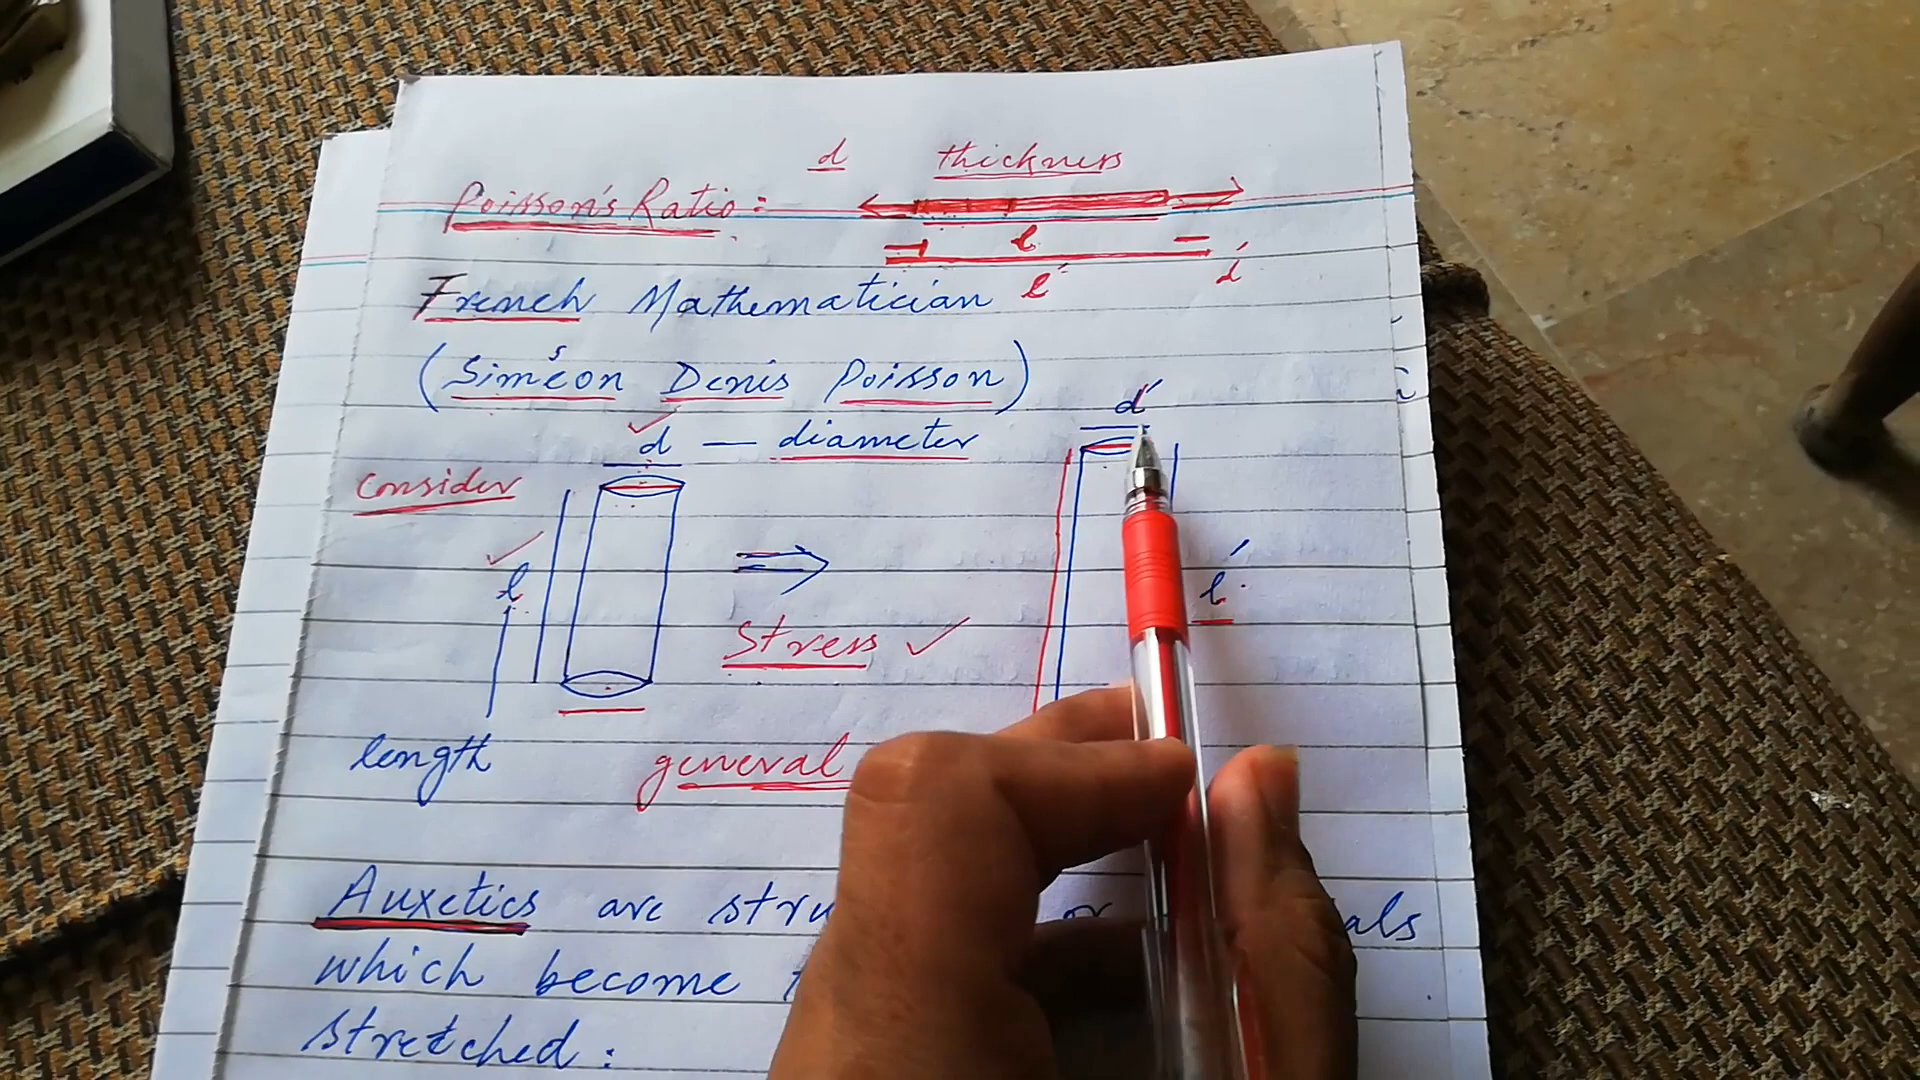 d thickness
Poisson's Ratio:
l
l' d'
French Mathematician
(Siméon Denis Poisson)
d'
d — diameter
Consider
l
l'
Stress ✓
length general
Auxetics are stru or als
which become
stretched: